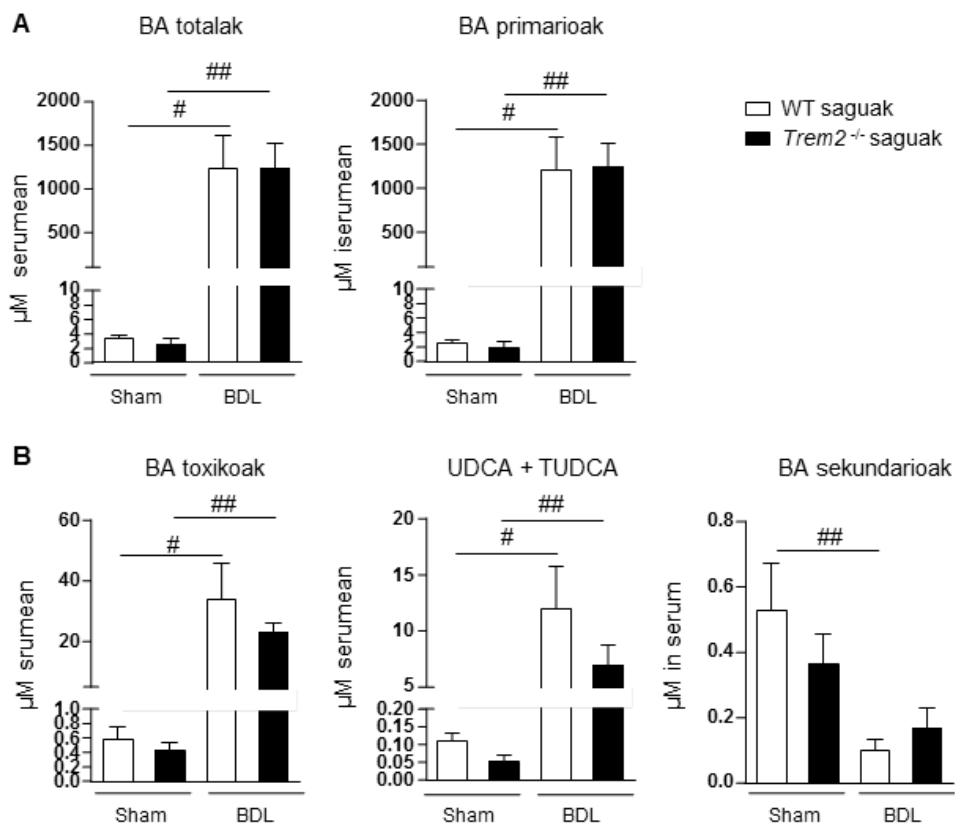 A
BA totalak
BA primarioak
##
#
2000
1500
1000
500
10
8
6
4
2
0
µM serumean
Sham
BDL
##
#
2000
1500
1000
500
10
8
6
4
2
0
µM iserumean
Sham
BDL
WT saguak
Trem2 -/- saguak
B
BA toxikoak
##
#
60
40
20
1.0
0.8
0.6
0.4
0.2
0.0
µM srumean
Sham
BDL
UDCA + TUDCA
##
#
20
15
10
5
0.20
0.15
0.10
0.05
0.00
µM serumean
Sham
BDL
BA sekundarioak
##
0.8
0.6
0.4
0.2
0.0
µM in serum
Sham
BDL